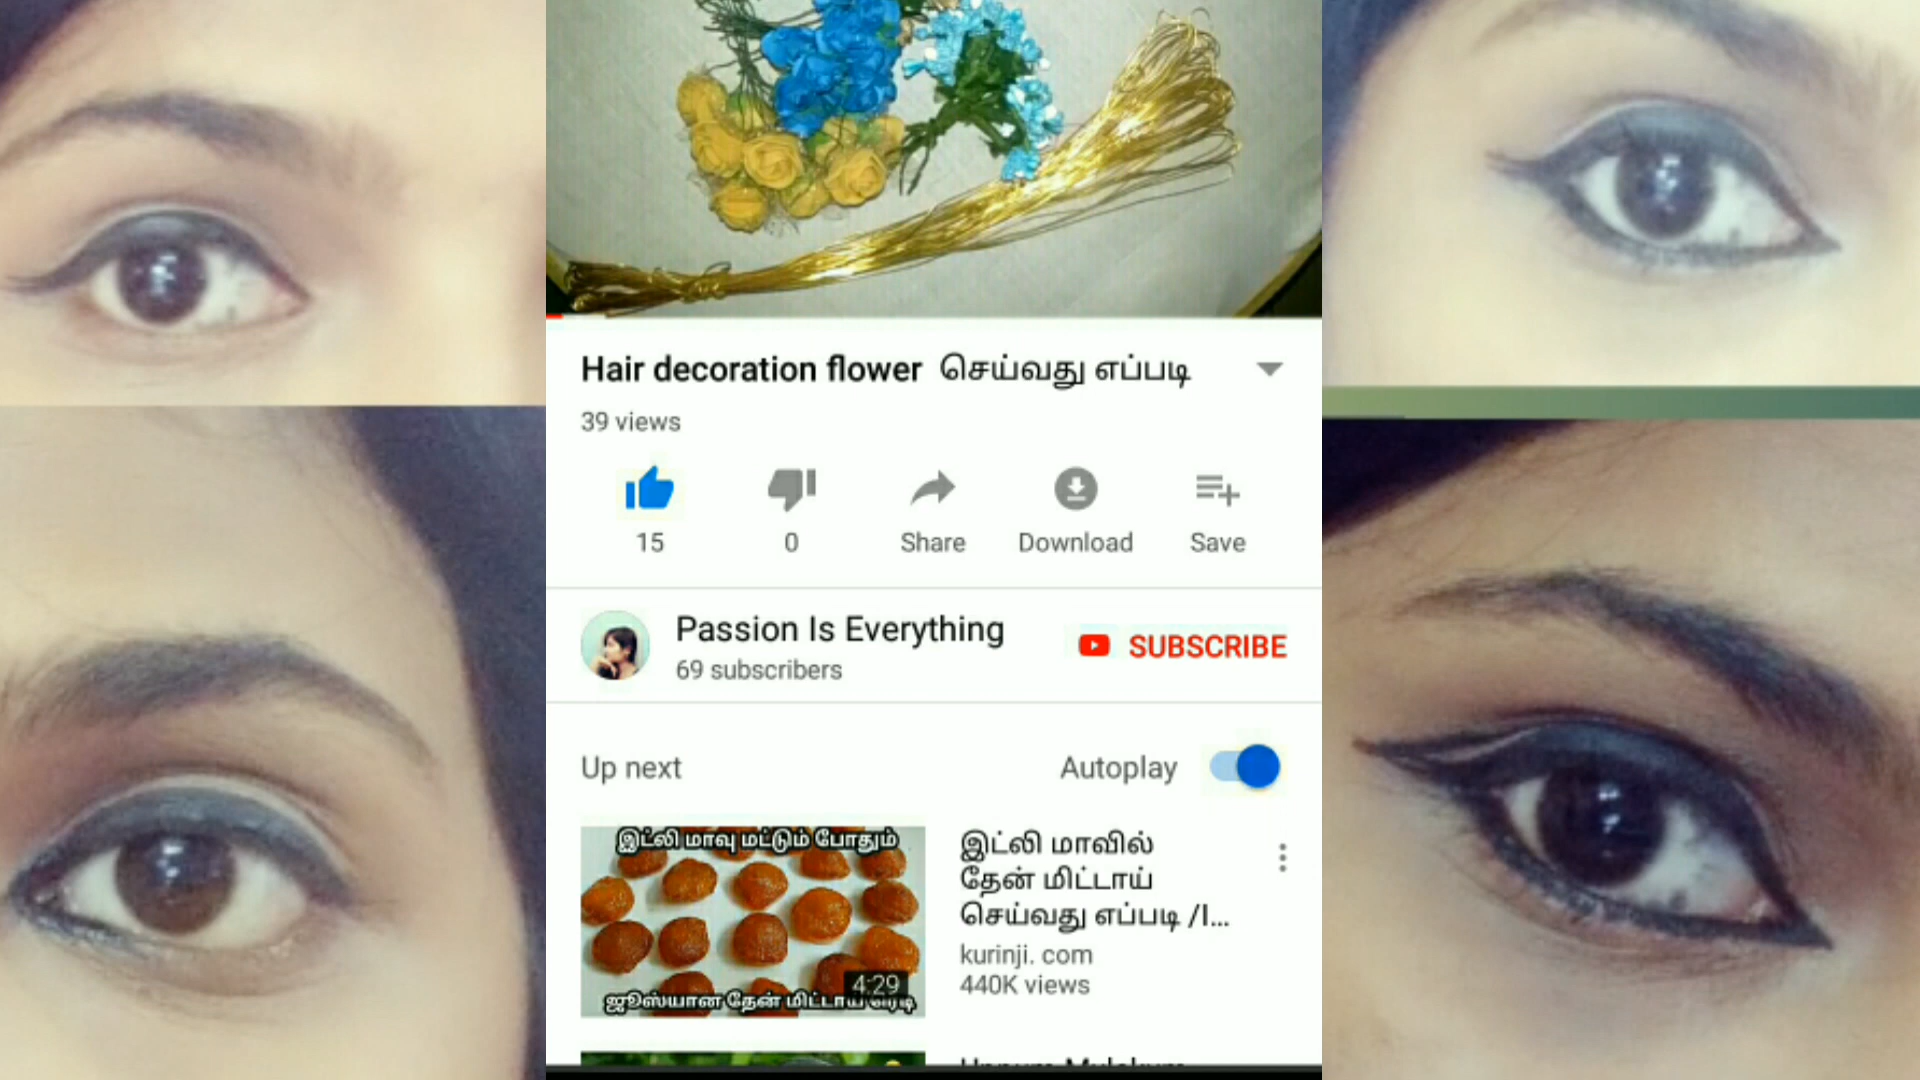 Hair decoration flower செய்வது எப்படி
39 views
15
0
Share
Download
Save
Passion Is Everything
69 subscribers
SUBSCRIBE
Up next
Autoplay
இட்லி மாவு மட்டும் போதும்
ஜூஸ்யான தேன் மிட்டாய் ரெடி
4:29
இட்லி மாவில்
தேன் மிட்டாய்
செய்வது எப்படி /I...
kurinji. com
440K views